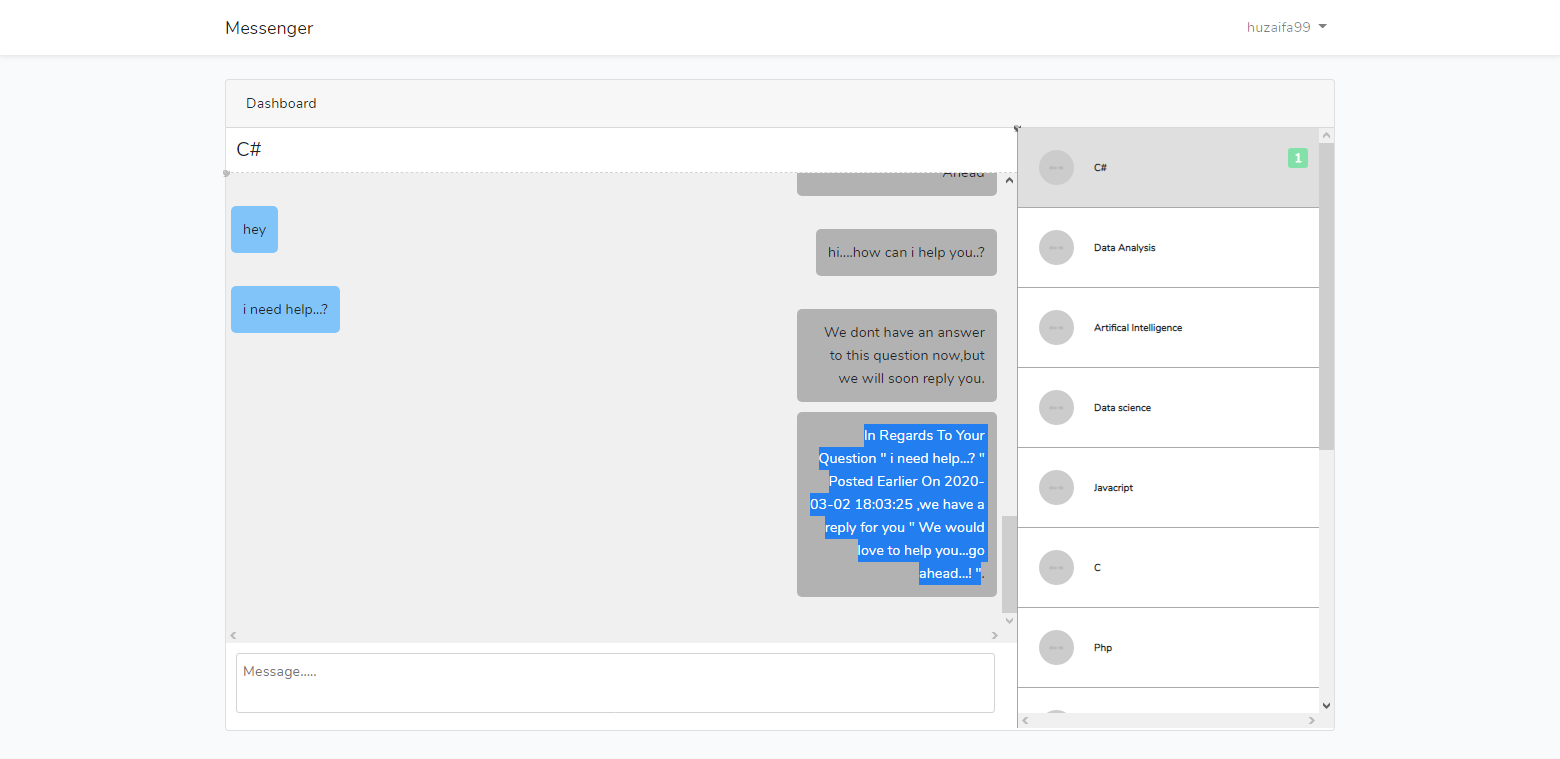 Messenger
huzaifa99
Dashboard
C#
Ahead
hey
hi....how can i help you..?
i need help...?
We dont have an answer
to this question now,but
we will soon reply you.
In Regards To Your
Question " i need help...? "
Posted Earlier On 2020-
03-02 18:03:25 ,we have a
reply for you " We would
love to help you...go
ahead...! ".
Message.....
C#
1
Data Analysis
Artifical Intelligence
Data science
Javacript
C
Php